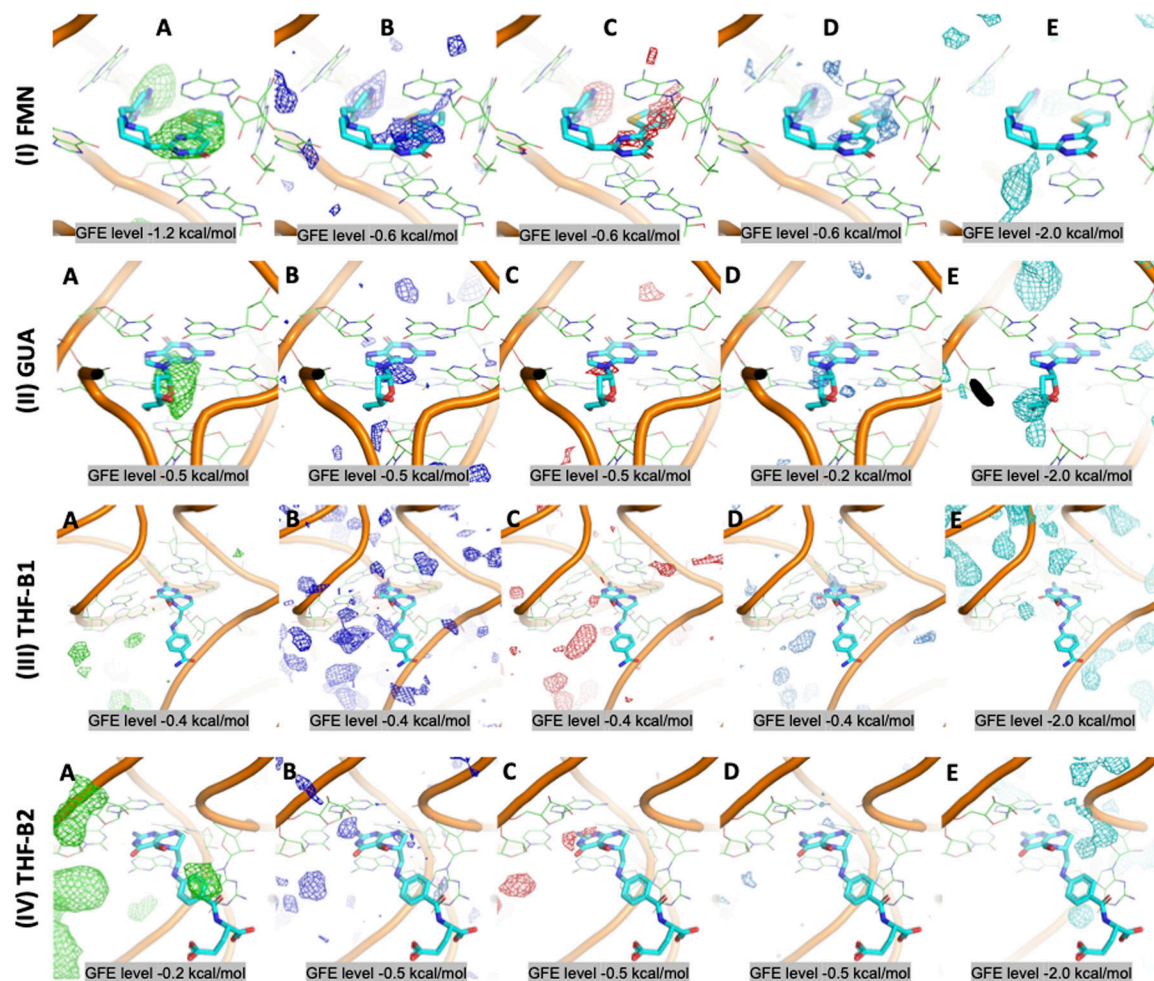 A B C D E
(I) FMN
GFE level -1.2 kcal/mol GFE level -0.6 kcal/mol GFE level -0.6 kcal/mol GFE level -0.6 kcal/mol GFE level -2.0 kcal/mol
A B C D E
(II) GUA
GFE level -0.5 kcal/mol GFE level -0.5 kcal/mol GFE level -0.5 kcal/mol GFE level -0.2 kcal/mol GFE level -2.0 kcal/mol
A B C D E
(III) THF-B1
GFE level -0.4 kcal/mol GFE level -0.4 kcal/mol GFE level -0.4 kcal/mol GFE level -0.4 kcal/mol GFE level -2.0 kcal/mol
A B C D E
(IV) THF-B2
GFE level -0.2 kcal/mol GFE level -0.5 kcal/mol GFE level -0.5 kcal/mol GFE level -0.5 kcal/mol GFE level -2.0 kcal/mol